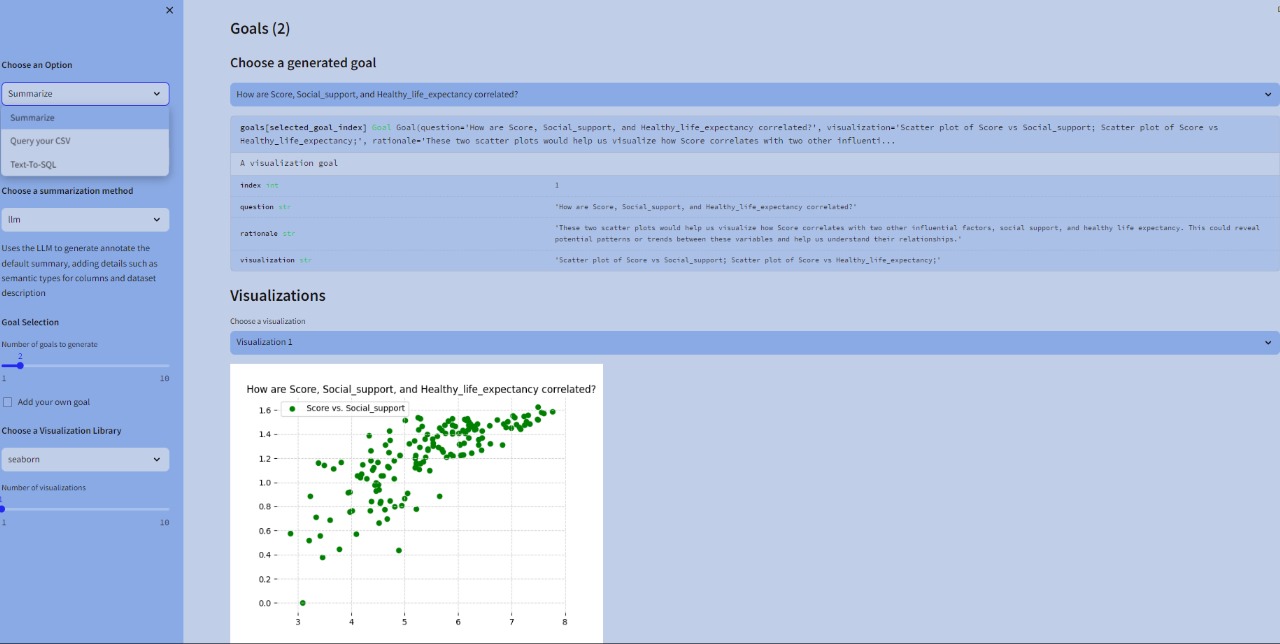 Choose an Option
Summarize
Summarize
Query your CSV
Text-To-SQL
Choose a summarization method
llm
Uses the LLM to generate annotate the
default summary, adding details such as
semantic types for columns and dataset
description
Goal Selection
Number of goals to generate
2
1 10
Add your own goal
Choose a Visualization Library
seaborn
Number of visualizations
1 10
Goals (2)
Choose a generated goal
How are Score, Social_support, and Healthy_life_expectancy correlated?
goals[selected_goal_index] Goal Goal(question='How are Score, Social_support, and Healthy_life_expectancy correlated?', visualization='Scatter plot of Score vs Social_support; Scatter plot of Score vs
Healthy_life_expectancy;', rationale='These two scatter plots would help us visualize how Score correlates with two other influenti...
A visualization goal
index int 1
question str 'How are Score, Social_support, and Healthy_life_expectancy correlated?'
rationale str 'These two scatter plots would help us visualize how Score correlates with two other influential factors, social support, and healthy life expectancy. This could reveal
potential patterns or trends between these variables and help us understand their relationships.'
visualization str 'Scatter plot of Score vs Social_support; Scatter plot of Score vs Healthy_life_expectancy;'
Visualizations
Choose a visualization
Visualization 1
How are Score, Social_support, and Healthy_life_expectancy correlated?
Score vs. Social_support
1.6
1.4
1.2
1.0
0.8
0.6
0.4
0.2
0.0
3 4 5 6 7 8